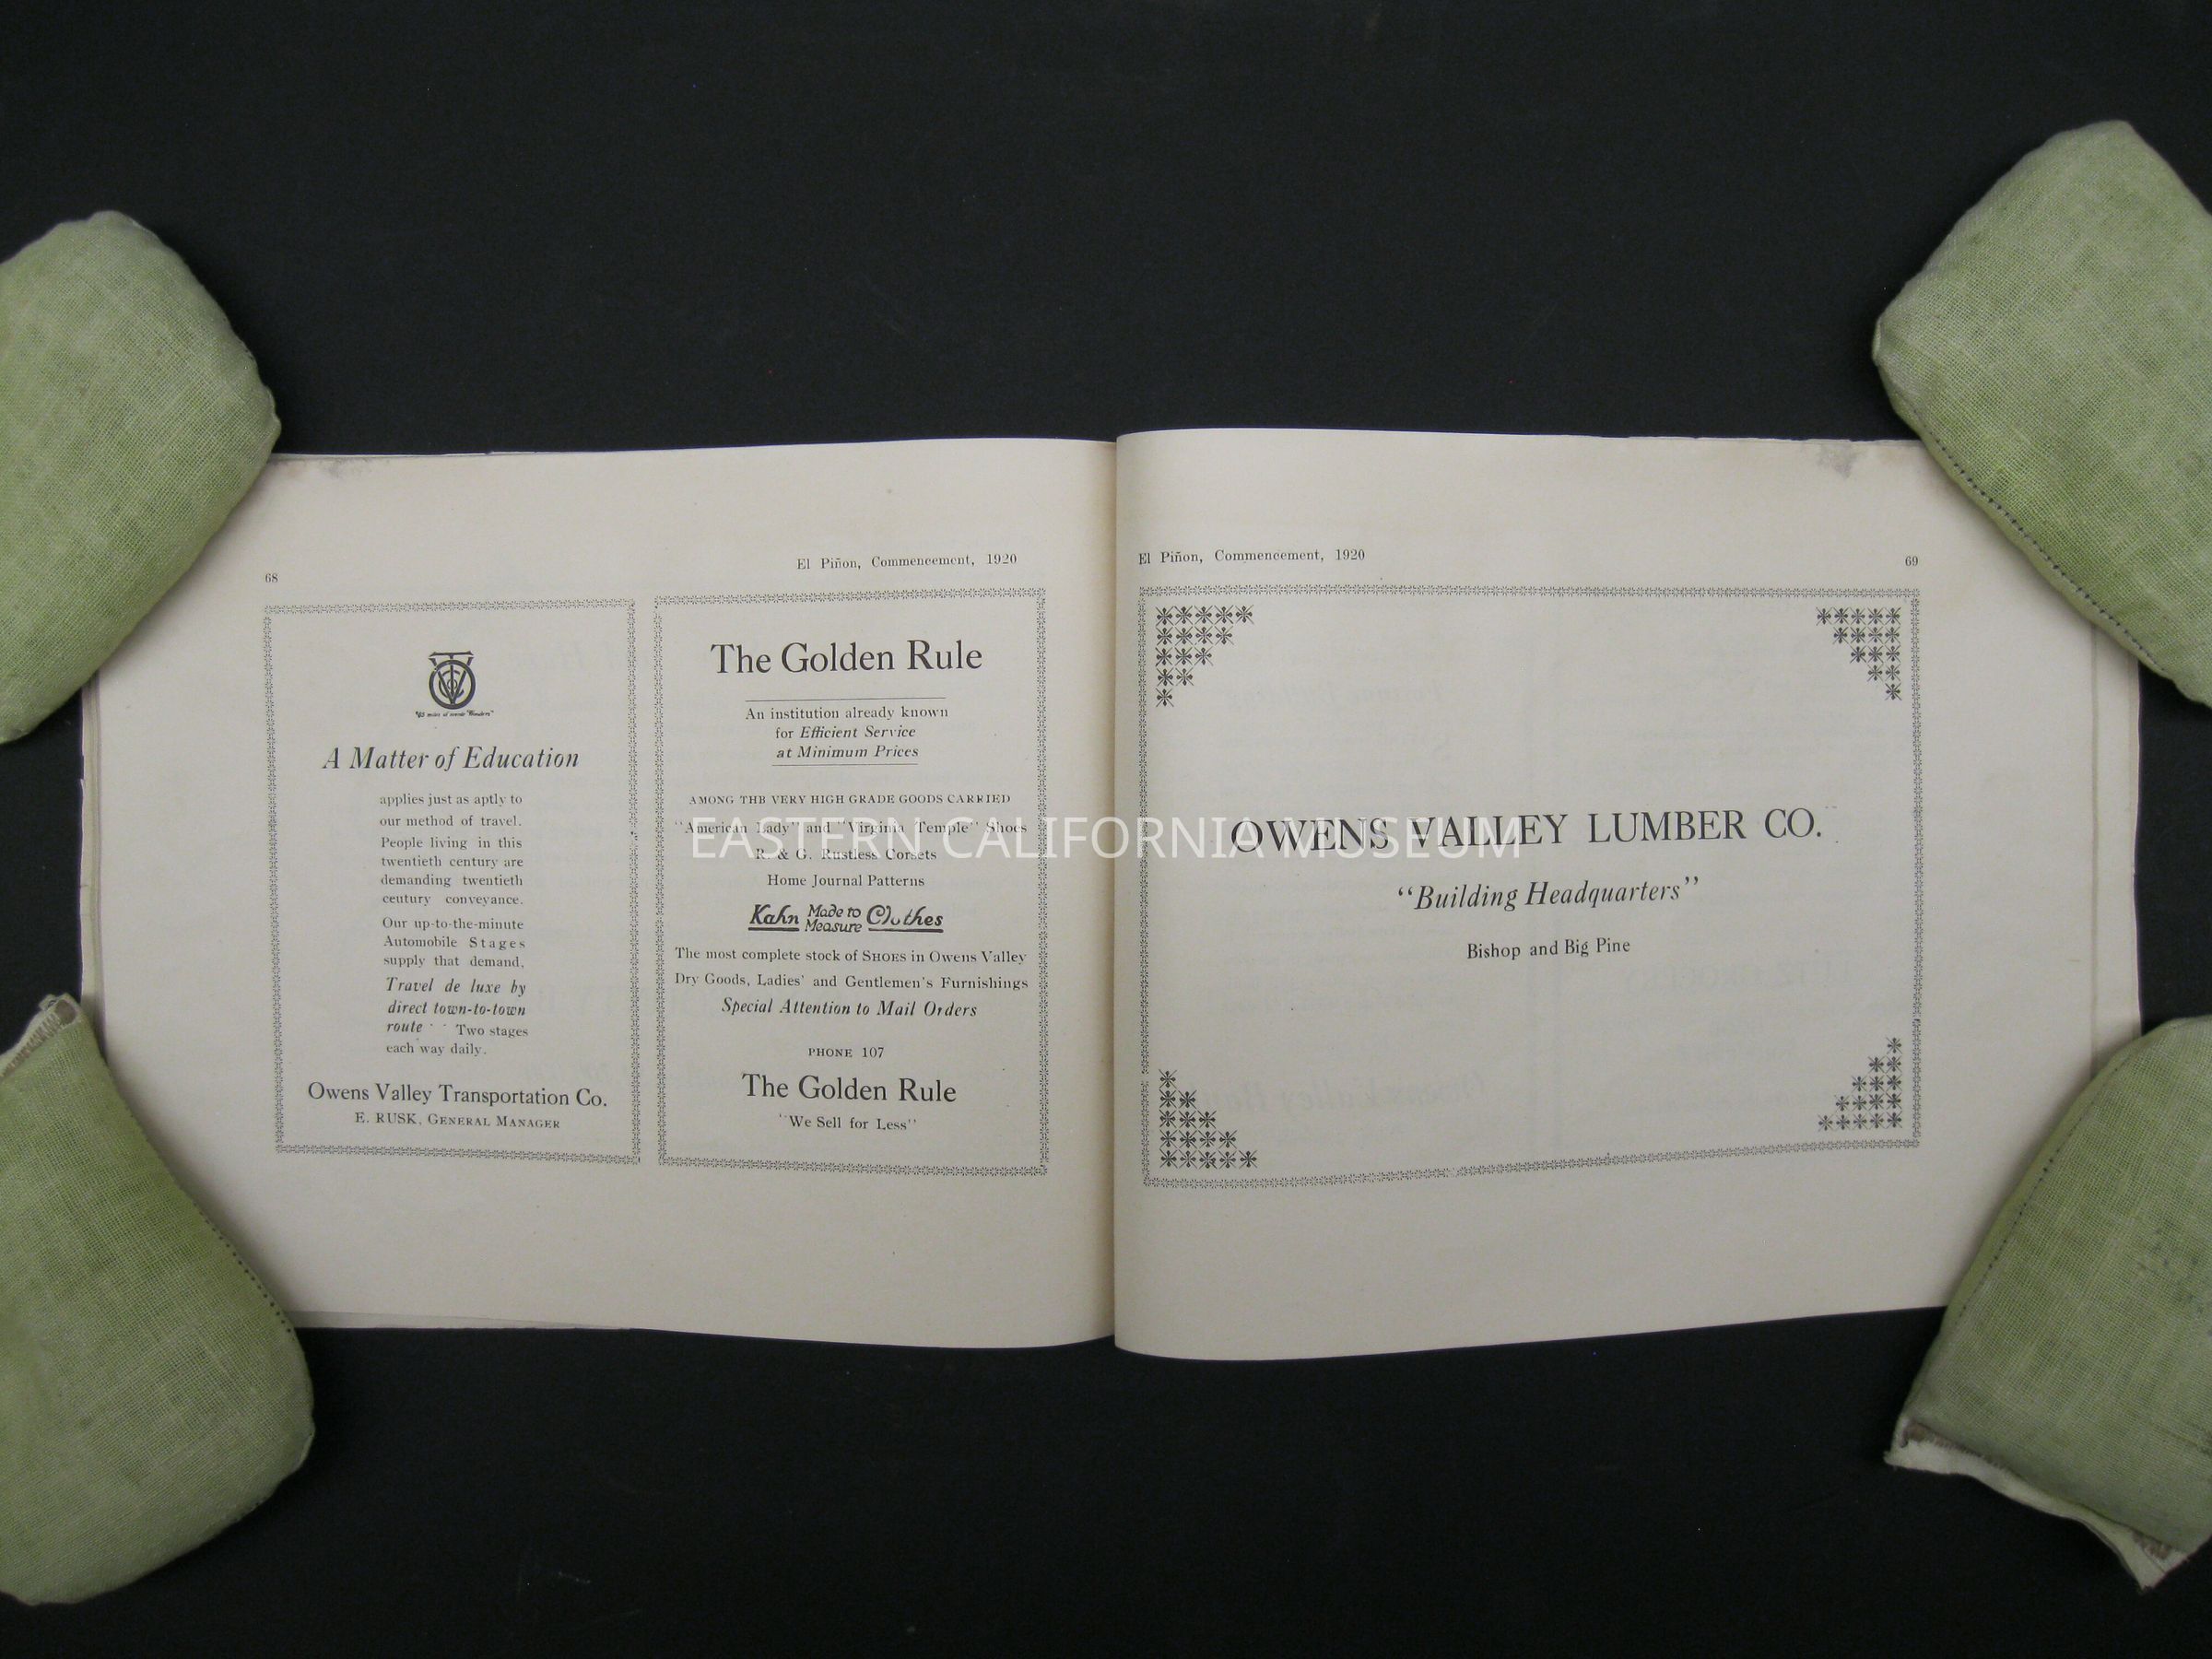 68
El Piñon, Commencement, 1920
A Matter of Education
applies just as aptly to
our method of travel.
People living in this
twentieth century are
demanding twentieth
century conveyance.
Our up-to-the-minute
Automobile Stages
supply that demand,
Travel de luxe by
direct town-to-town
route - - Two stages
each way daily.
Owens Valley Transportation Co.
E. RUSK, GENERAL MANAGER
The Golden Rule
An institution already known
for Efficient Service
at Minimum Prices
AMONG THB VERY HIGH GRADE GOODS CARRIED
"American Lady" and "Virginia Temple" Shoes
R. & G. Rustless Corsets
Home Journal Patterns
Kahn Made to Measure Clothes
The most complete stock of SHOES in Owens Valley
Dry Goods, Ladies' and Gentlemen's Furnishings
Special Attention to Mail Orders
PHONE 107
The Golden Rule
"We Sell for Less"
El Piñon, Commencement, 1920
69
OWENS VALLEY LUMBER CO.
"Building Headquarters"
Bishop and Big Pine
EASTERN CALIFORNIA MUSEUM